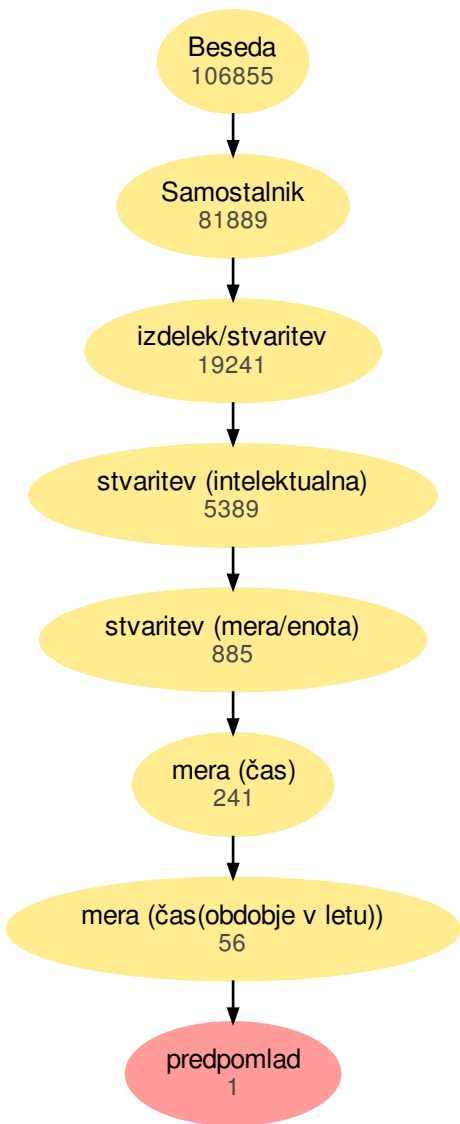 Beseda
106855
Samostalnik
81889
izdelek/stvaritev
19241
stvaritev (intelektualna)
5389
stvaritev (mera/enota)
885
mera (čas)
241
mera (čas(obdobje v letu))
56
predpomlad
1